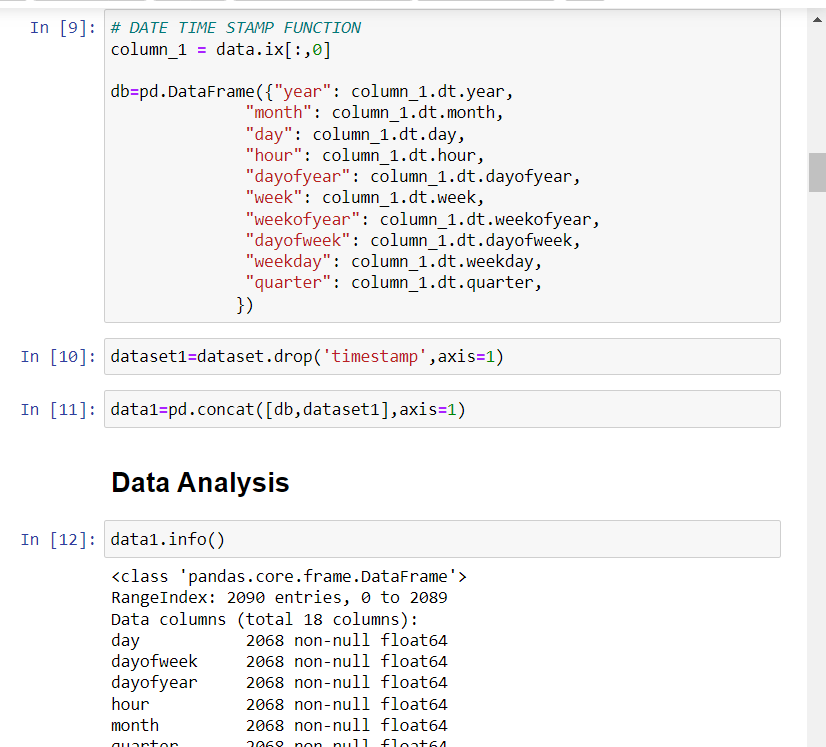 In [9]: # DATE TIME STAMP FUNCTION
column_1 = data.ix[:,0]
db=pd.DataFrame({"year": column_1.dt.year,
"month": column_1.dt.month,
"day": column_1.dt.day,
"hour": column_1.dt.hour,
"dayofyear": column_1.dt.dayofyear,
"week": column_1.dt.week,
"weekofyear": column_1.dt.weekofyear,
"dayofweek": column_1.dt.dayofweek,
"weekday": column_1.dt.weekday,
"quarter": column_1.dt.quarter,
})
In [10]: dataset1=dataset.drop('timestamp',axis=1)
In [11]: data1=pd.concat([db,dataset1],axis=1)
Data Analysis
In [12]: data1.info()
<class 'pandas.core.frame.DataFrame'>
RangeIndex: 2090 entries, 0 to 2089
Data columns (total 18 columns):
day 2068 non-null float64
dayofweek 2068 non-null float64
dayofyear 2068 non-null float64
hour 2068 non-null float64
month 2068 non-null float64
quarter 2068 non-null float64